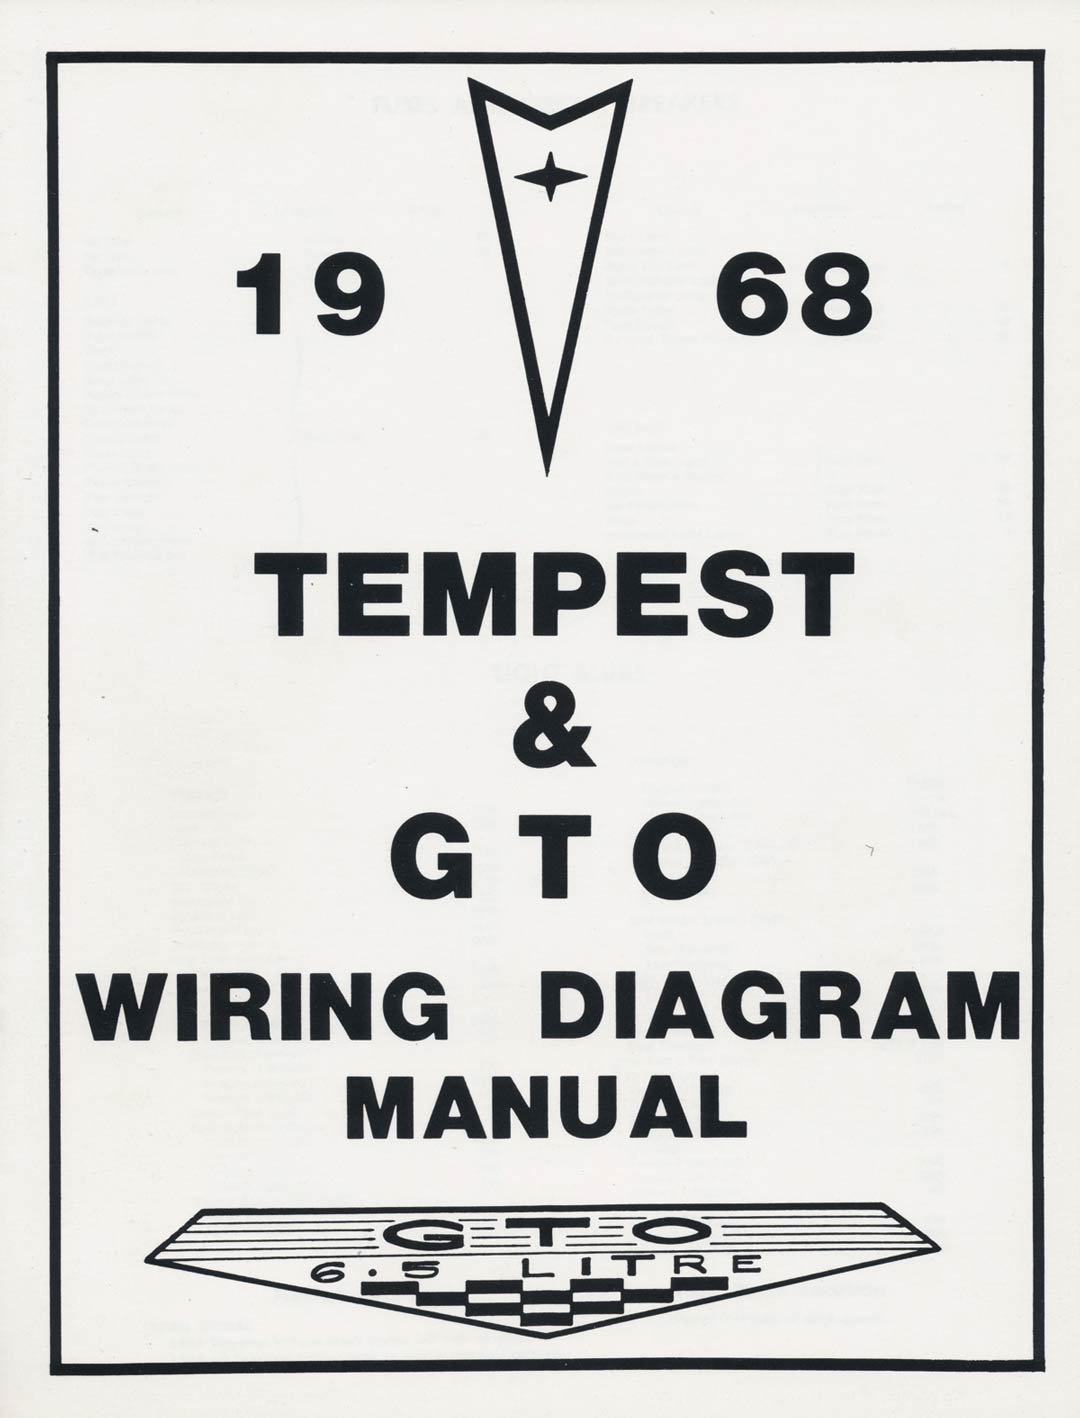 19 68
TEMPEST
&
GTO
WIRING DIAGRAM
MANUAL
GTO
6.5 LITRE